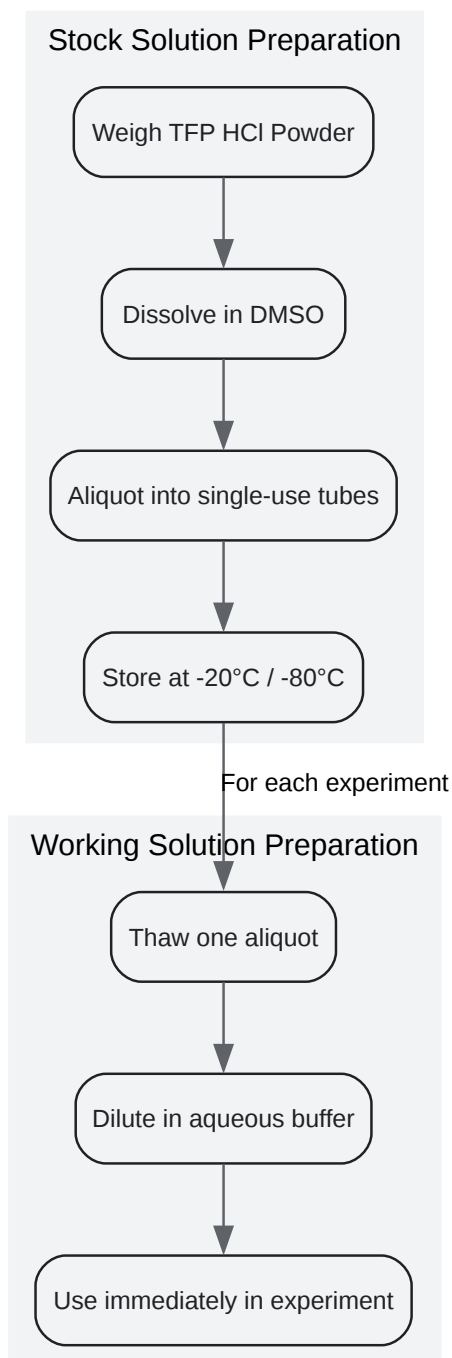 Stock Solution Preparation
Weigh TFP HCl Powder
Dissolve in DMSO
Aliquot into single-use tubes
Store at -20°C / -80°C
For each experiment
Working Solution Preparation
Thaw one aliquot
Dilute in aqueous buffer
Use immediately in experiment